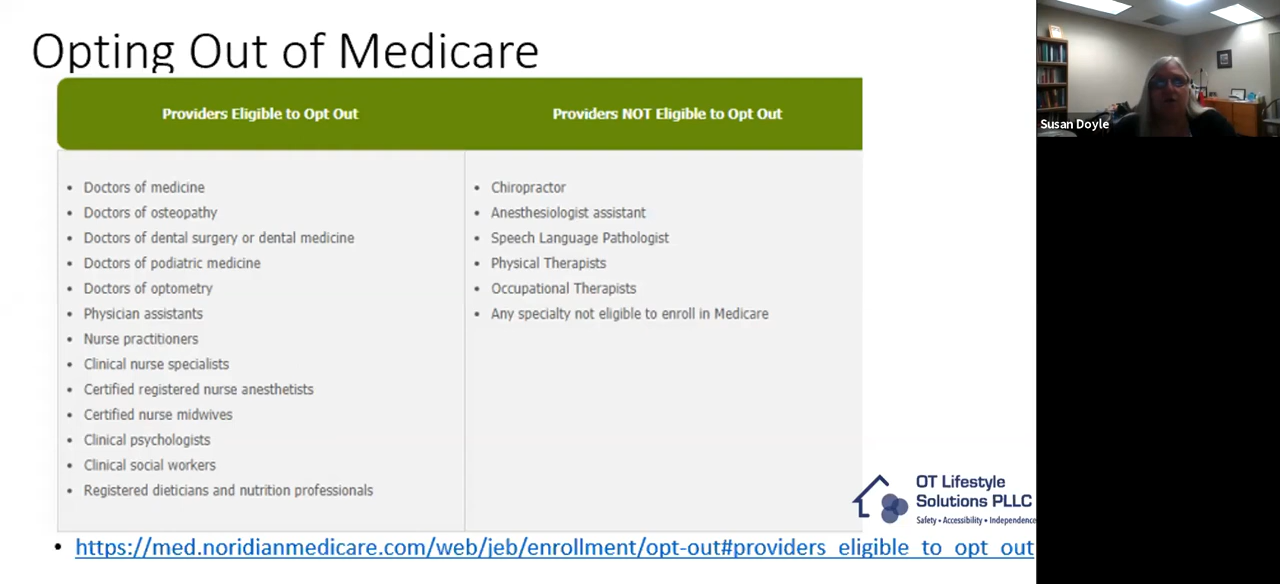 Opting Out of Medicare
Providers Eligible to Opt Out
Providers NOT Eligible to Opt Out
• Doctors of medicine
• Doctors of osteopathy
• Doctors of dental surgery or dental medicine
• Doctors of podiatric medicine
• Doctors of optometry
• Physician assistants
• Nurse practitioners
• Clinical nurse specialists
• Certified registered nurse anesthetists
• Certified nurse midwives
• Clinical psychologists
• Clinical social workers
• Registered dieticians and nutrition professionals
• Chiropractor
• Anesthesiologist assistant
• Speech Language Pathologist
• Physical Therapists
• Occupational Therapists
• Any specialty not eligible to enroll in Medicare
OT Lifestyle
Solutions PLLC
Safety • Accessibility • Independence
• https://med.noridianmedicare.com/web/jeb/enrollment/opt-out#providers_eligible_to_opt_out
Susan Doyle